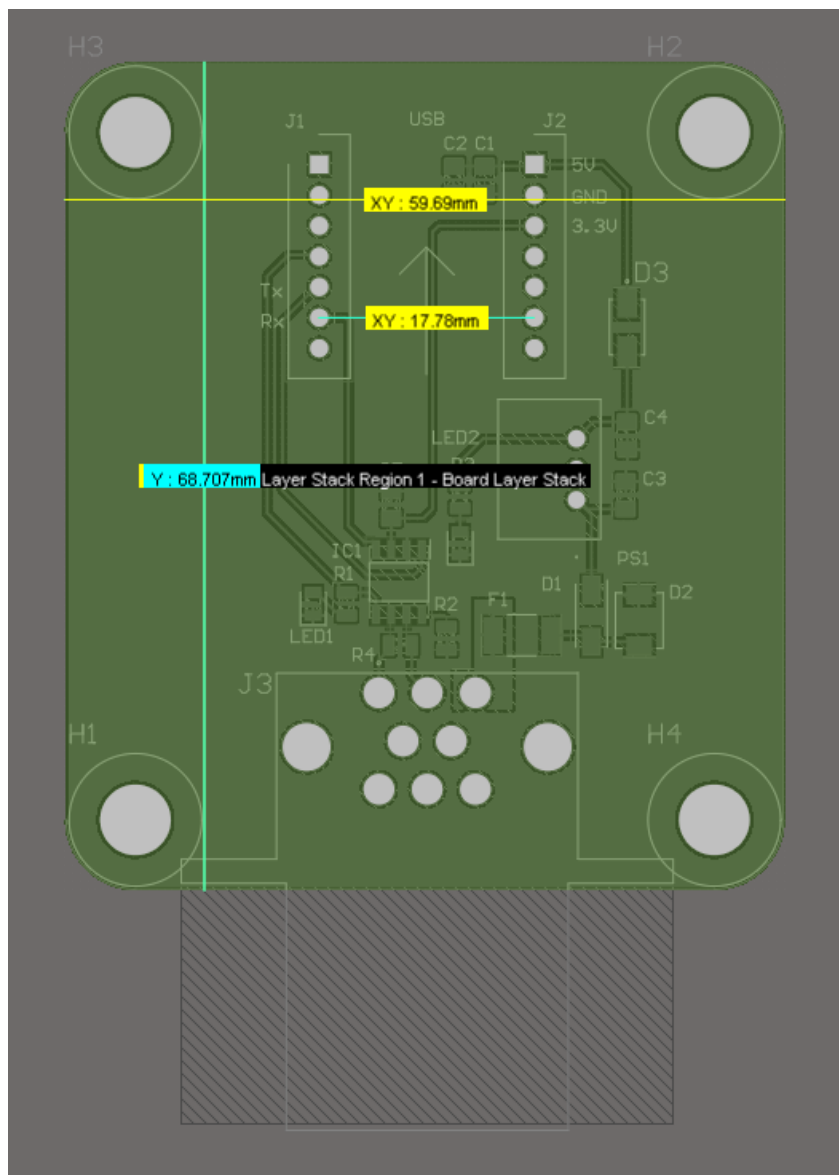 H3
H2
J1
USB
J2
C2 C1
5V
XY : 59.69mm
GND
3.3V
Tx
D3
Rx
XY : 17.78mm
C4
LED2
Y : 68.707mm Layer Stack Region 1 - Board Layer Stack
C3
IC1
PS1
R1
D1
D2
R2
F1
LED1
R4
J3
H1
H4